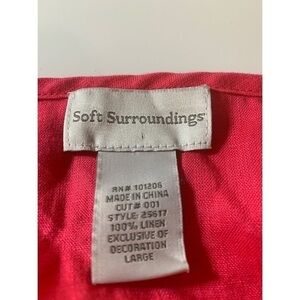 Soft Surroundings
RN# 101206
MADE IN CHINA
CUT# 001
STYLE: 25617
100% LINEN
EXCLUSIVE OF
DECORATION
LARGE